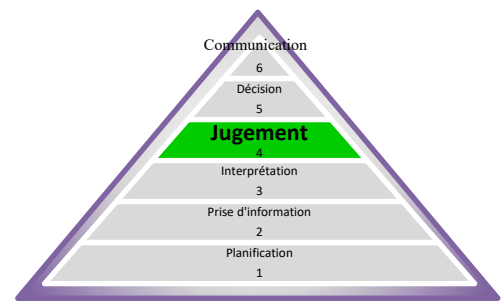 Communication
6
Décision
5
Jugement
4
Interprétation
3
Prise d'information
2
Planification
1